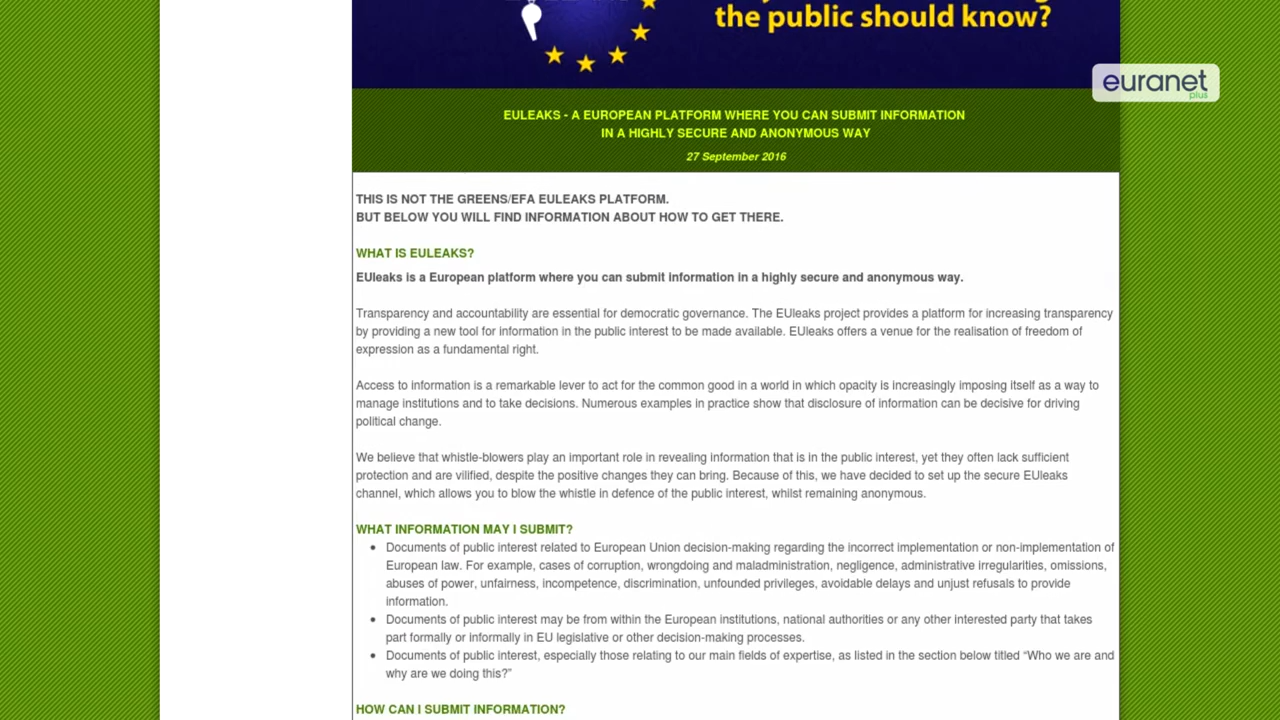 the public should know?
euranet
plus
EULEAKS - A EUROPEAN PLATFORM WHERE YOU CAN SUBMIT INFORMATION
IN A HIGHLY SECURE AND ANONYMOUS WAY
27 September 2016
THIS IS NOT THE GREENS/EFA EULEAKS PLATFORM.
BUT BELOW YOU WILL FIND INFORMATION ABOUT HOW TO GET THERE.
WHAT IS EULEAKS?
EUleaks is a European platform where you can submit information in a highly secure and anonymous way.
Transparency and accountability are essential for democratic governance. The EUleaks project provides a platform for increasing transparency
by providing a new tool for information in the public interest to be made available. EUleaks offers a venue for the realisation of freedom of
expression as a fundamental right.
Access to information is a remarkable lever to act for the common good in a world in which opacity is increasingly imposing itself as a way to
manage institutions and to take decisions. Numerous examples in practice show that disclosure of information can be decisive for driving
political change.
We believe that whistle-blowers play an important role in revealing information that is in the public interest, yet they often lack sufficient
protection and are vilified, despite the positive changes they can bring. Because of this, we have decided to set up the secure EUleaks
channel, which allows you to blow the whistle in defence of the public interest, whilst remaining anonymous.
WHAT INFORMATION MAY I SUBMIT?
• Documents of public interest related to European Union decision-making regarding the incorrect implementation or non-implementation of
European law. For example, cases of corruption, wrongdoing and maladministration, negligence, administrative irregularities, omissions,
abuses of power, unfairness, incompetence, discrimination, unfounded privileges, avoidable delays and unjust refusals to provide
information.
• Documents of public interest may be from within the European institutions, national authorities or any other interested party that takes
part formally or informally in EU legislative or other decision-making processes.
• Documents of public interest, especially those relating to our main fields of expertise, as listed in the section below titled “Who we are and
why are we doing this?”
HOW CAN I SUBMIT INFORMATION?